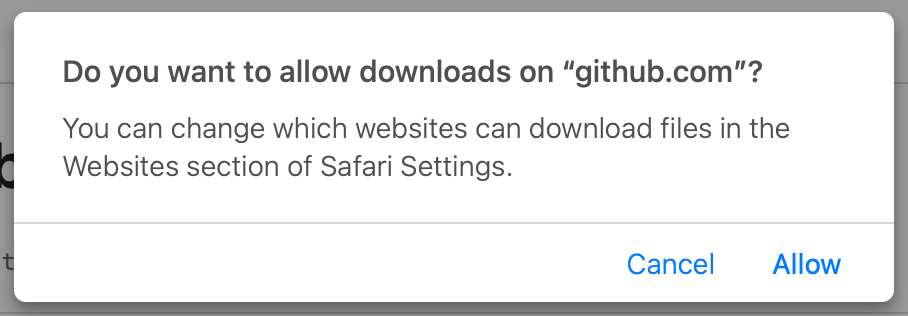 Do you want to allow downloads on “github.com”?
You can change which websites can download files in the
Websites section of Safari Settings.
Cancel
Allow